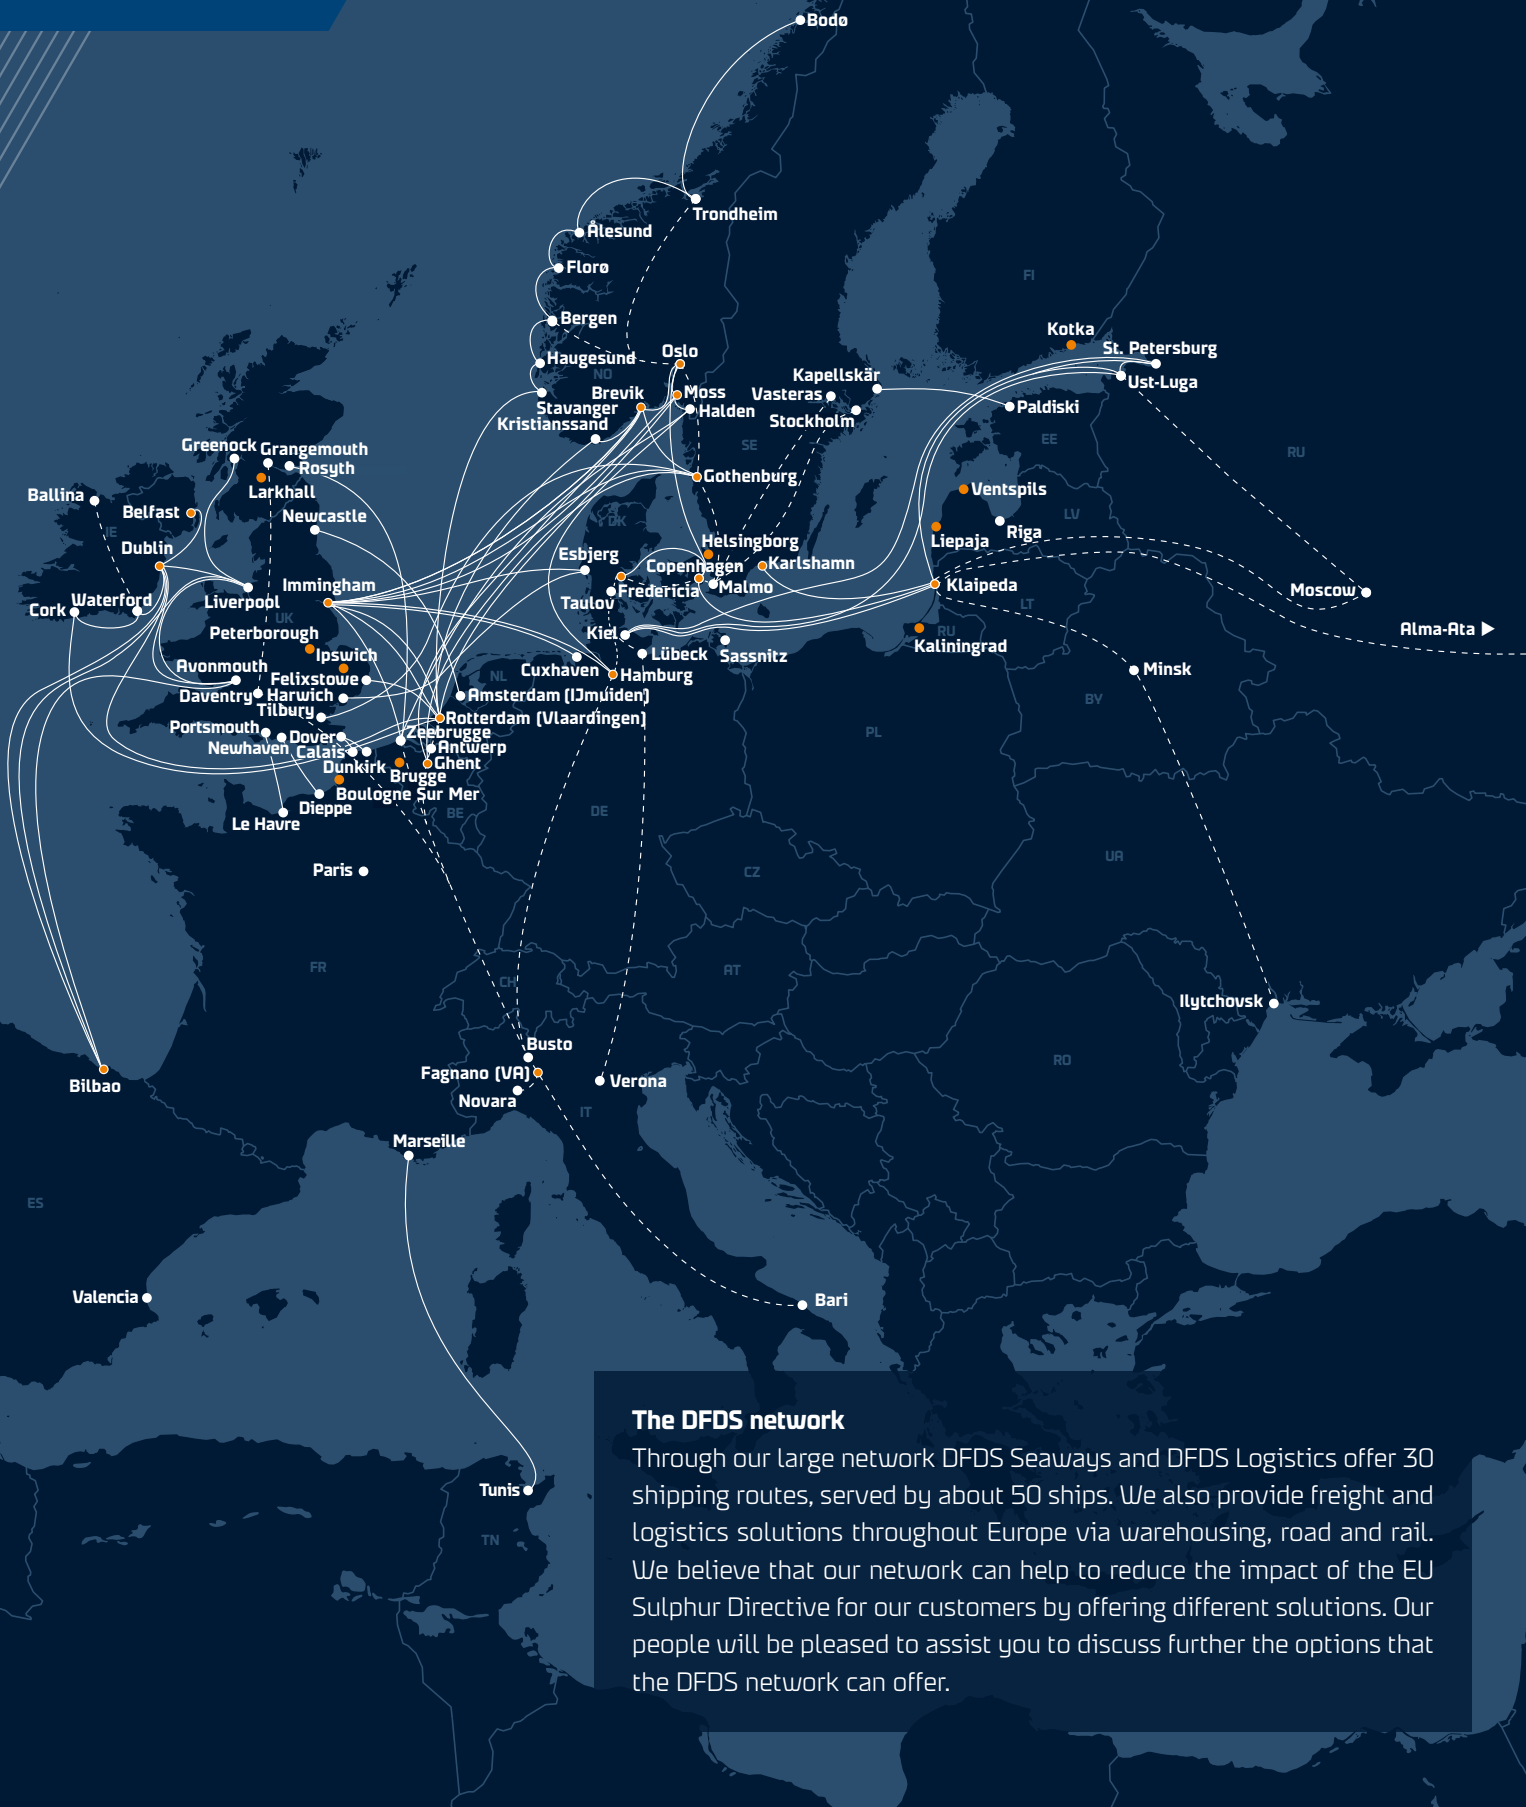 Bodø
Trondheim
Ålesund
Florø
FI
Bergen
Kotka
St. Petersburg
Oslo
Haugesund
NO
Kapellskär
Ust-Luga
Brevik
Moss
Vasteras
Stavanger
Halden
Paldiski
Kristianssand
Stockholm
EE
SE
RU
Greenock
Grangemouth
Rosyth
Gothenburg
Larkhall
Ventspils
Ballina
Belfast
Newcastle
LV
DK
IE
Riga
Dublin
Helsingborg
Liepaja
Esbjerg
Copenhagen
Karlshamn
Immingham
Fredericia
Malmo
Klaipeda
Moscow
Waterford
Liverpool
Taulov
LT
Cork
UK
Peterborough
Kiel
RU
Alma-Ata
Ipswich
Lübeck
Sassnitz
Kaliningrad
Avonmouth
Cuxhaven
Minsk
Felixstowe
NL
Hamburg
Daventry
Harwich
Amsterdam (IJmuiden)
BY
Tilbury
Rotterdam (Vlaardingen)
Portsmouth
Zeebrugge
PL
Newhaven
Dover
Calais
Antwerp
Dunkirk
Ghent
Brugge
Boulogne Sur Mer
Dieppe
Le Havre
BE
DE
UA
Paris
CZ
FR
AT
CH
Ilytchovsk
Busto
RO
Fagnano (VA)
Verona
Bilbao
Novara
IT
Marseille
ES
Valencia
Bari
The DFDS network
Through our large network DFDS Seaways and DFDS Logistics offer 30
shipping routes, served by about 50 ships. We also provide freight and
logistics solutions throughout Europe via warehousing, road and rail.
We believe that our network can help to reduce the impact of the EU
Sulphur Directive for our customers by offering different solutions. Our
people will be pleased to assist you to discuss further the options that
the DFDS network can offer.
Tunis
TN